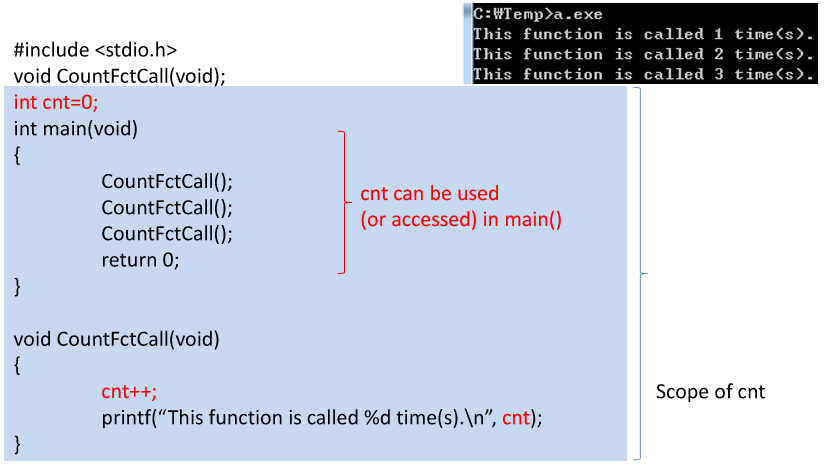 C:₩Temp>a.exe
This function is called 1 time(s).
This function is called 2 time(s).
This function is called 3 time(s).
#include <stdio.h>
void CountFctCall(void);
int cnt=0;
int main(void)
{
CountFctCall();
CountFctCall();
CountFctCall();
return 0;
}
cnt can be used
(or accessed) in main()
void CountFctCall(void)
{
cnt++;
printf(“This function is called %d time(s).\n”, cnt);
}
Scope of cnt